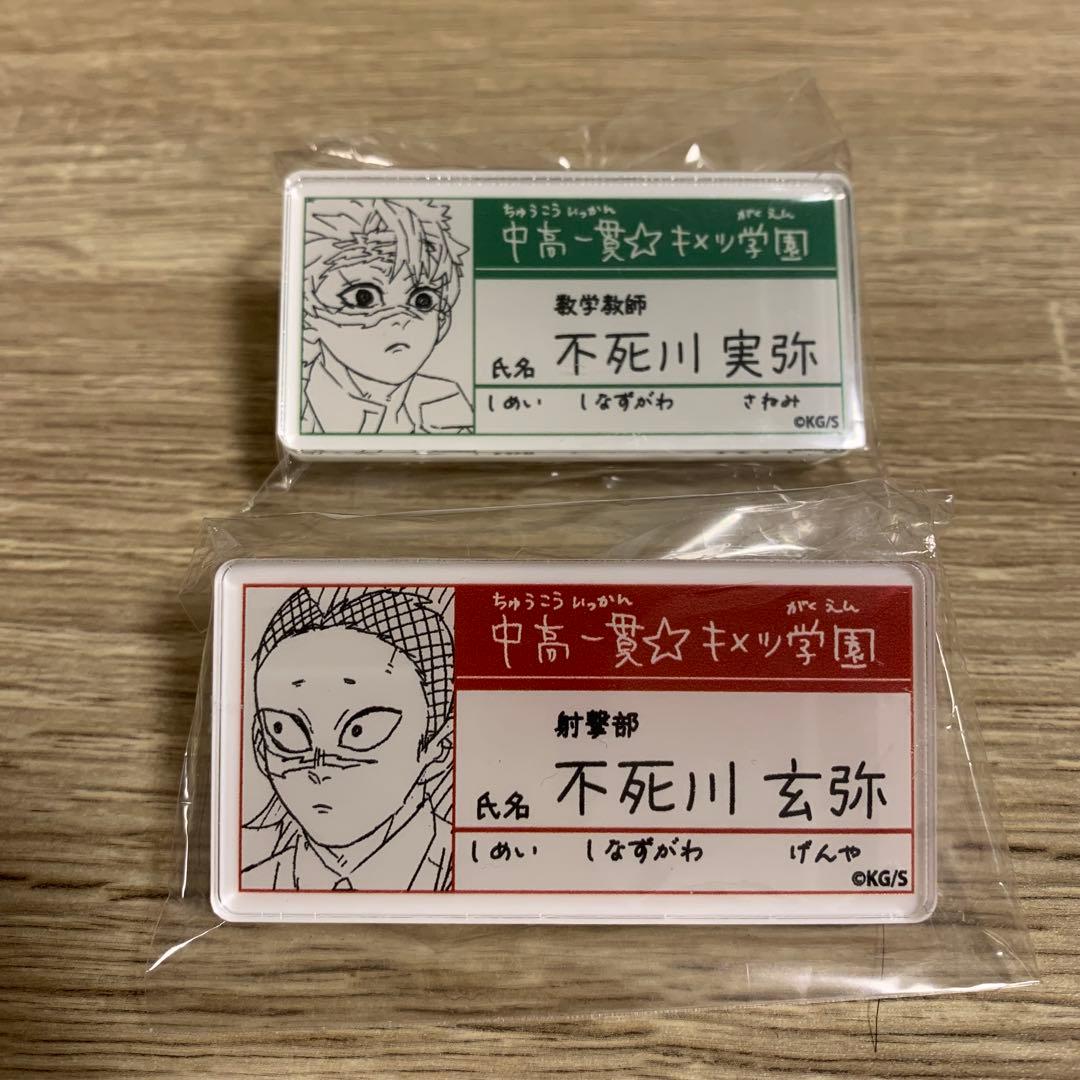 ちゅうこういっかん がくえん
中高一貫☆キメツ学園
数学教師
氏名 不死川 実弥
しめい しなずがわ さねみ
©KG/S
ちゅうこういっかん がくえん
中高一貫☆キメツ学園
射撃部
氏名 不死川 玄弥
しめい しなずがわ げんや
©KG/S